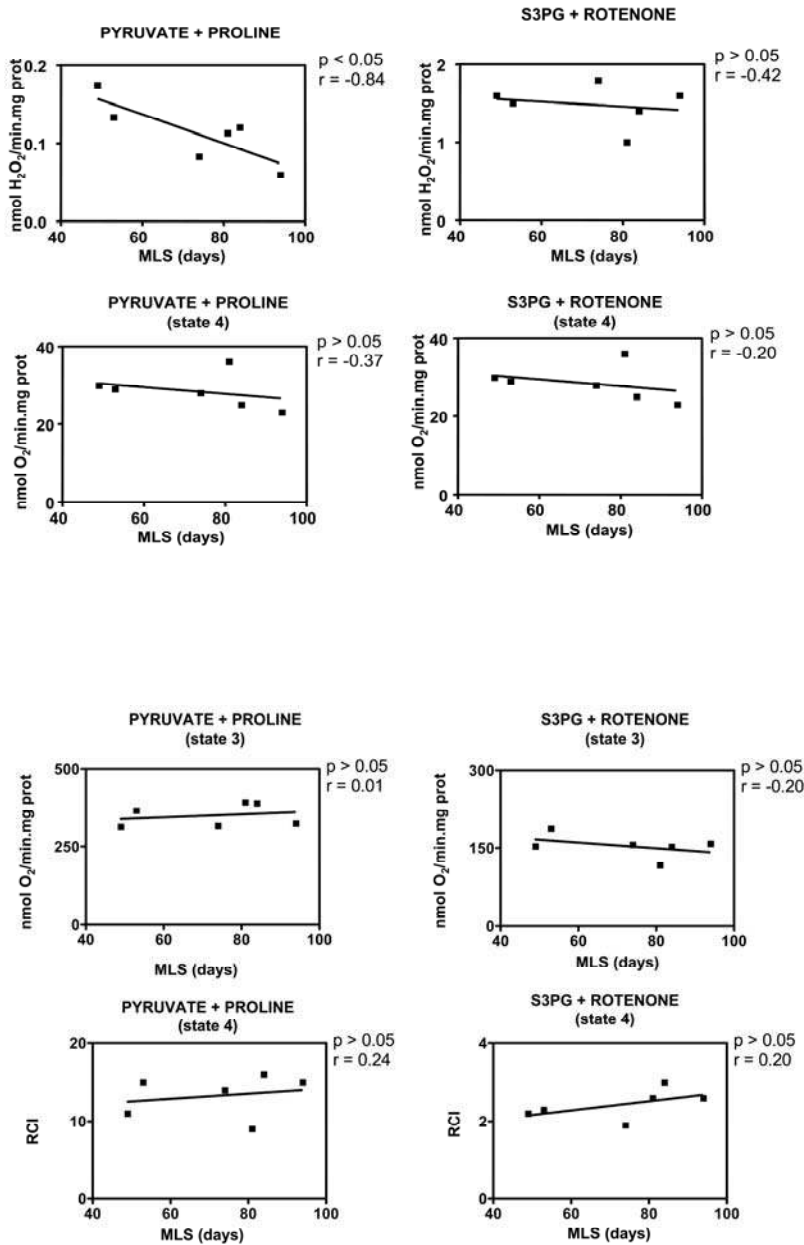 PYRUVATE + PROLINE
p < 0.05
r = -0.84
nmol H₂O₂/min.mg prot
0.2
0.1
0.0
40 60 80 100
MLS (days)
S3PG + ROTENONE
p > 0.05
r = -0.42
nmol H₂O₂/min.mg prot
2
1
0
40 60 80 100
MLS (days)
PYRUVATE + PROLINE
(state 4)
p > 0.05
r = -0.37
nmol O₂/min.mg prot
40
20
0
40 60 80 100
MLS (days)
S3PG + ROTENONE
(state 4)
p > 0.05
r = -0.20
nmol O₂/min.mg prot
40
20
0
40 60 80 100
MLS (days)
PYRUVATE + PROLINE
(state 3)
p > 0.05
r = 0.01
nmol O₂/min.mg prot
500
250
0
40 60 80 100
MLS (days)
S3PG + ROTENONE
(state 3)
p > 0.05
r = -0.20
nmol O₂/min.mg prot
300
150
0
40 60 80 100
MLS (days)
PYRUVATE + PROLINE
(state 4)
p > 0.05
r = 0.24
RCI
20
10
0
40 60 80 100
MLS (days)
S3PG + ROTENONE
(state 4)
p > 0.05
r = 0.20
RCI
4
2
0
40 60 80 100
MLS (days)